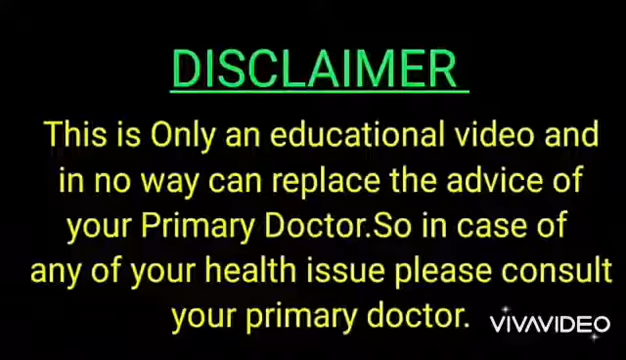 DISCLAIMER
This is Only an educational video and
in no way can replace the advice of
your Primary Doctor.So in case of
any of your health issue please consult
your primary doctor.
VIVAVIDEO